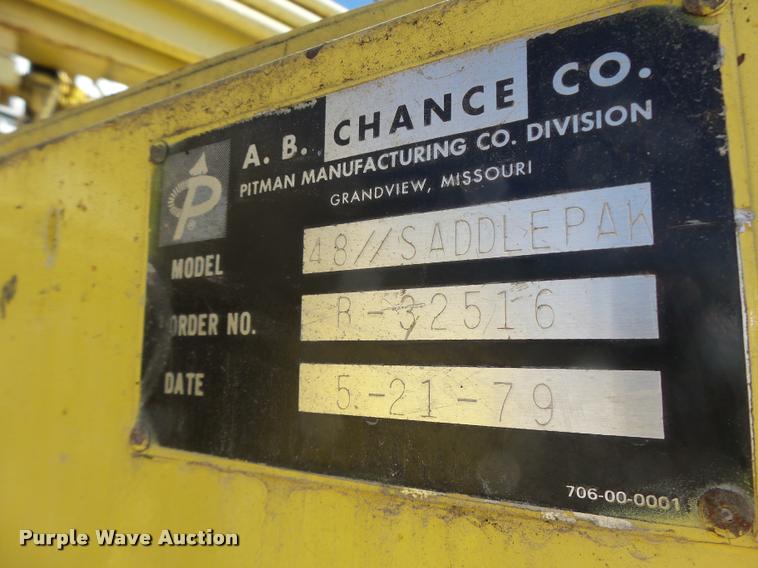 A. B. CHANCE CO.
PITMAN MANUFACTURING CO. DIVISION
GRANDVIEW, MISSOURI
P
MODEL 48//SADDLEPAK
ORDER NO. R-32516
DATE 5-21-79
706-00-0001
Purple Wave Auction